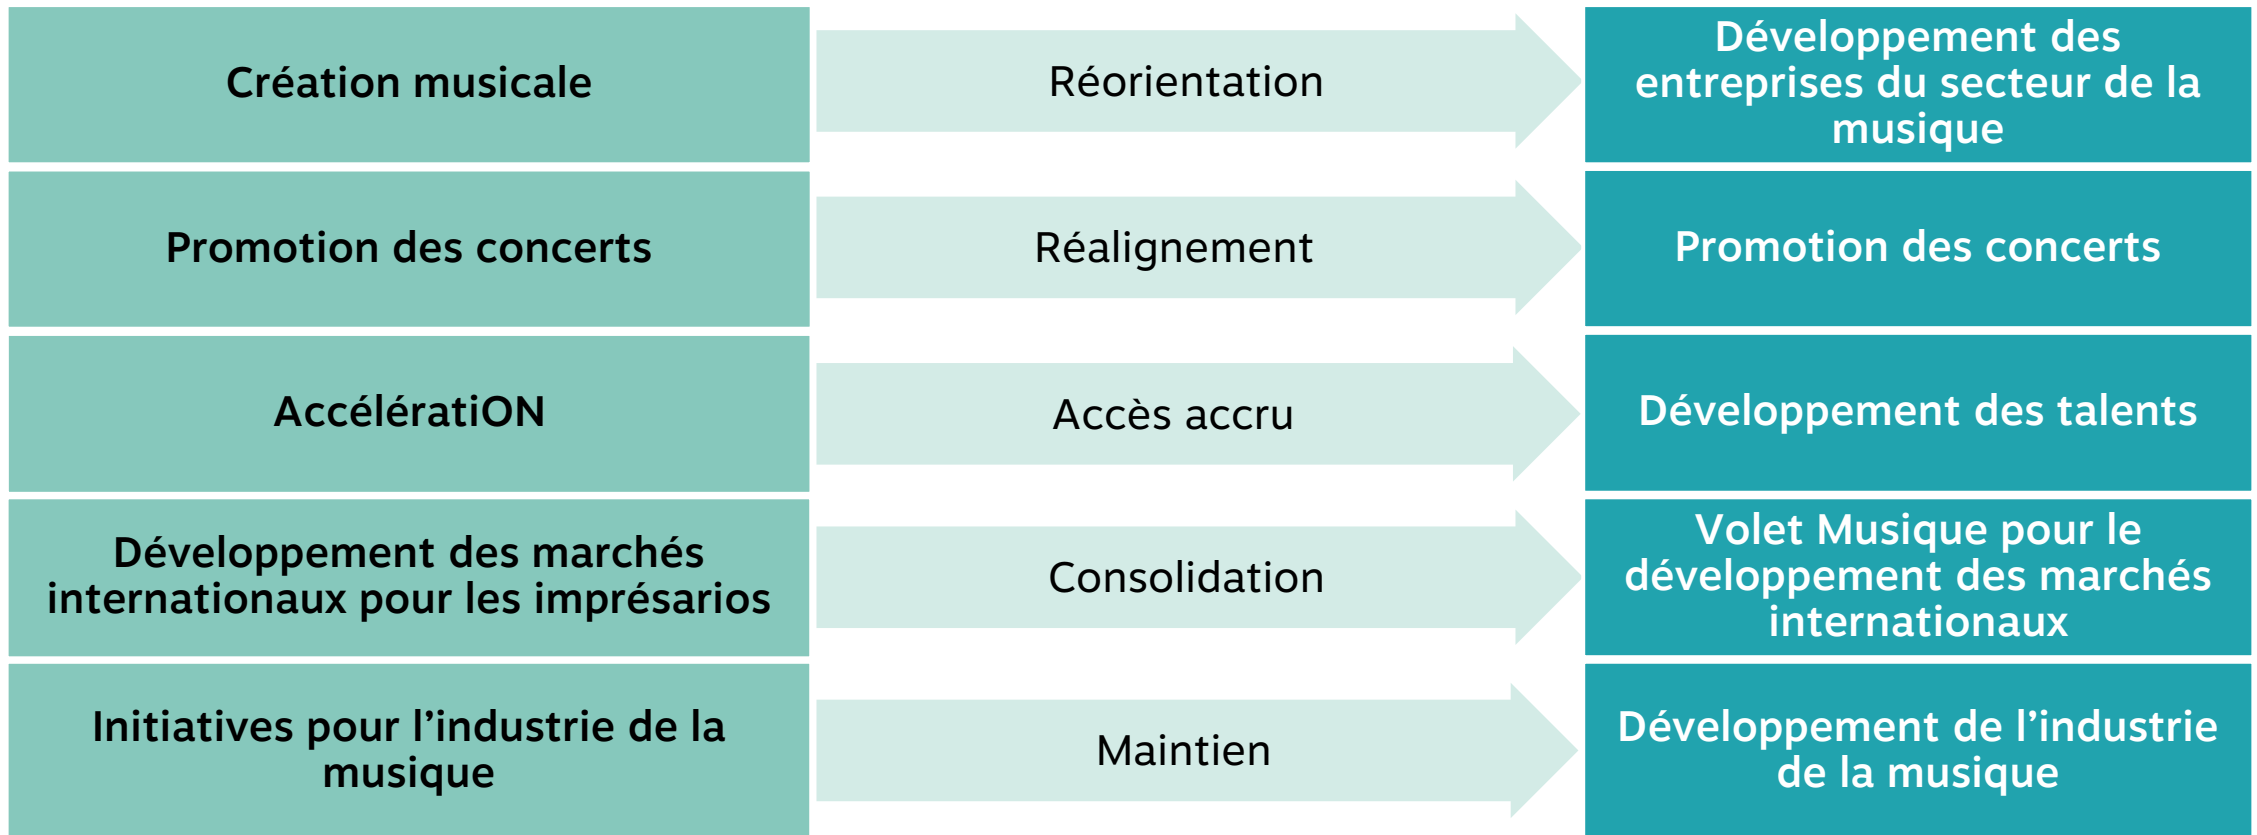 Création musicale
Réorientation
Développement des
entreprises du secteur de la
musique
Promotion des concerts
Réalignement
Promotion des concerts
AccélératiON
Accès accru
Développement des talents
Développement des marchés
internationaux pour les imprésarios
Consolidation
Volet Musique pour le
développement des marchés
internationaux
Initiatives pour l’industrie de la
musique
Maintien
Développement de l’industrie
de la musique